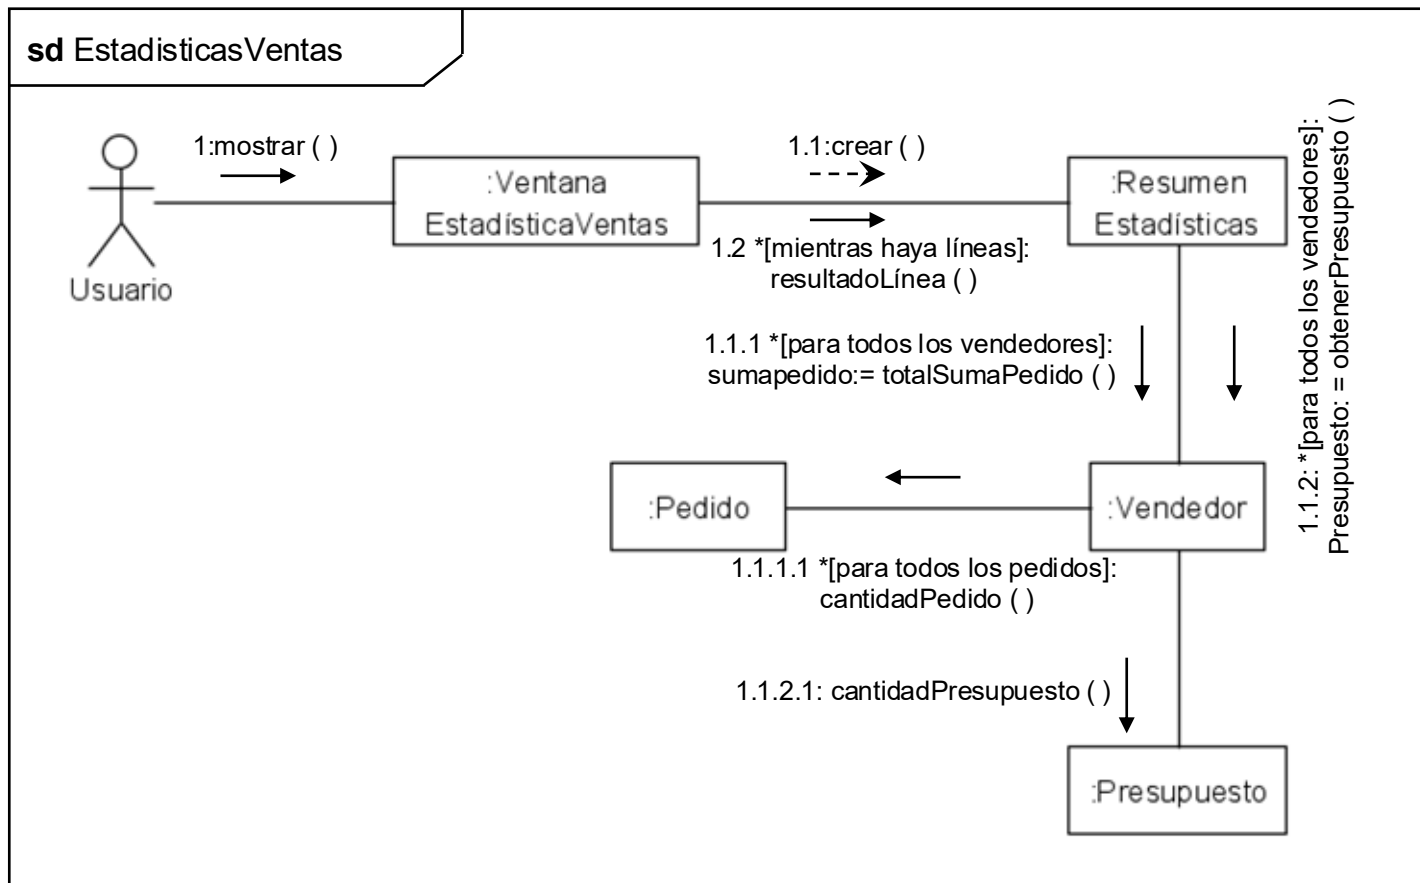 sd EstadisticasVentas
1:mostrar ( )
1.1:crear ( )
:Ventana
EstadísticaVentas
:Resumen
Estadísticas
Usuario
1.2 *[mientras haya líneas]:
resultadoLínea ( )
1.1.2: *[para todos los vendedores]:
Presupuesto: = obtenerPresupuesto ( )
1.1.1 *[para todos los vendedores]:
sumapedido:= totalSumaPedido ( )
:Pedido
:Vendedor
1.1.1.1 *[para todos los pedidos]:
cantidadPedido ( )
1.1.2.1: cantidadPresupuesto ( )
:Presupuesto